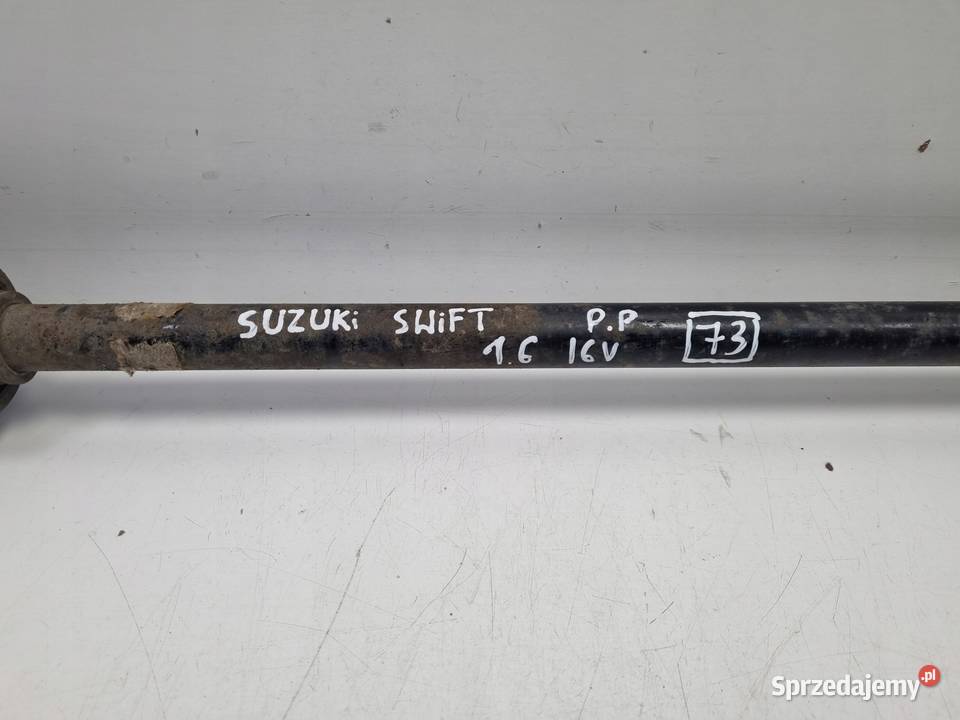 SUZUKi SWiFT P.P
1.6 16V 73
Sprzedajemy.pl